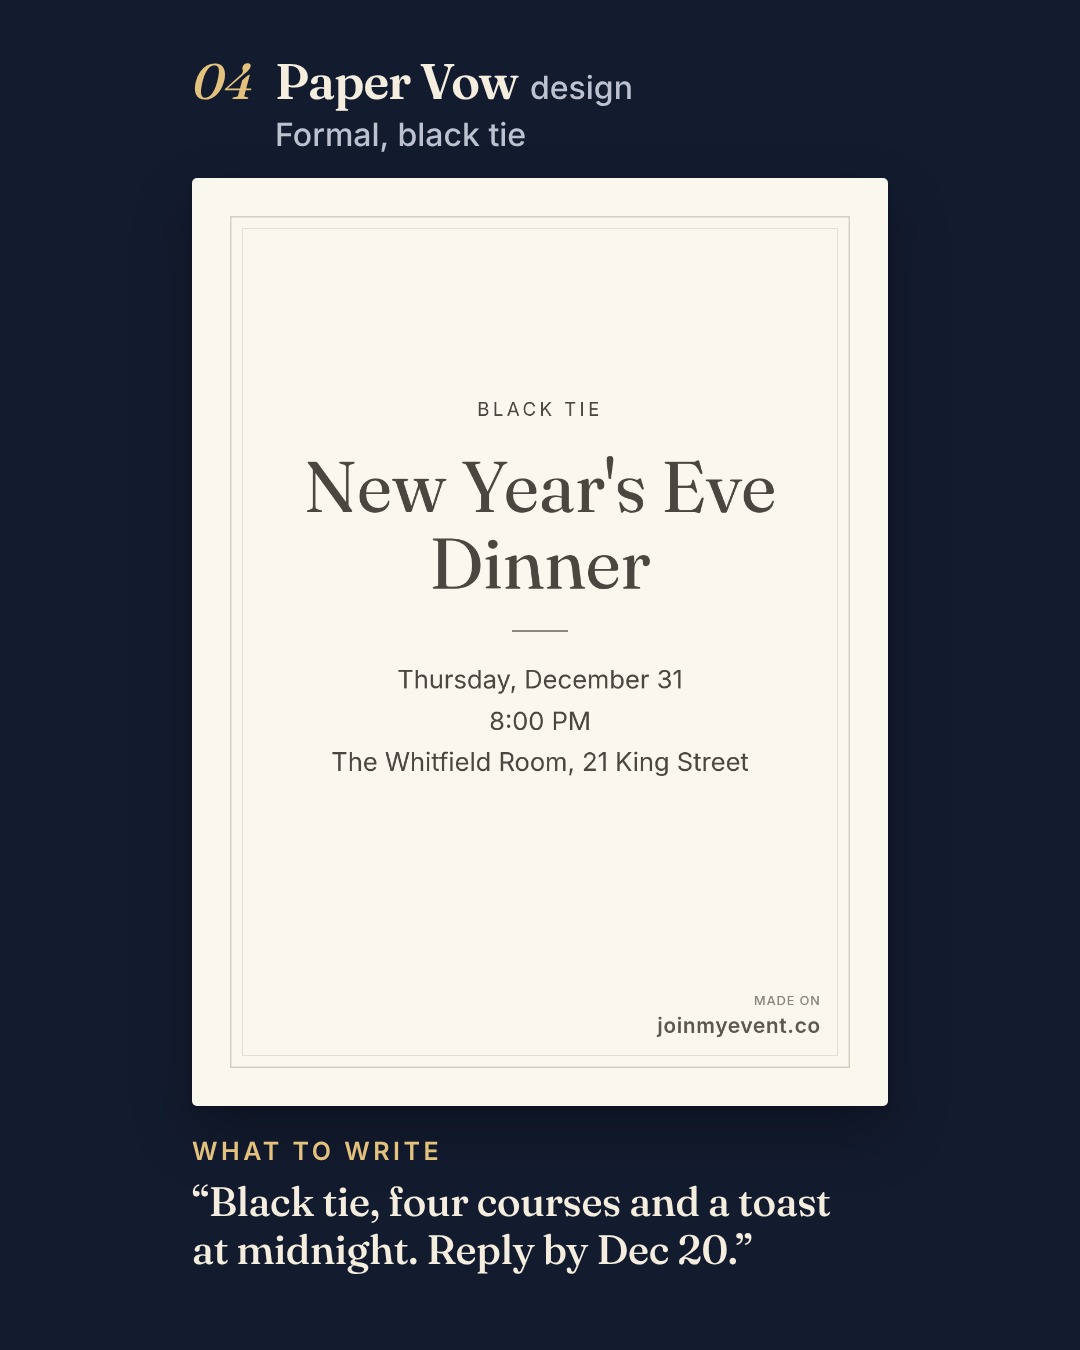 04 Paper Vow design
Formal, black tie
BLACK TIE
New Year's Eve
Dinner
Thursday, December 31
8:00 PM
The Whitfield Room, 21 King Street
MADE ON
joinmyevent.co
WHAT TO WRITE
“Black tie, four courses and a toast
at midnight. Reply by Dec 20.”